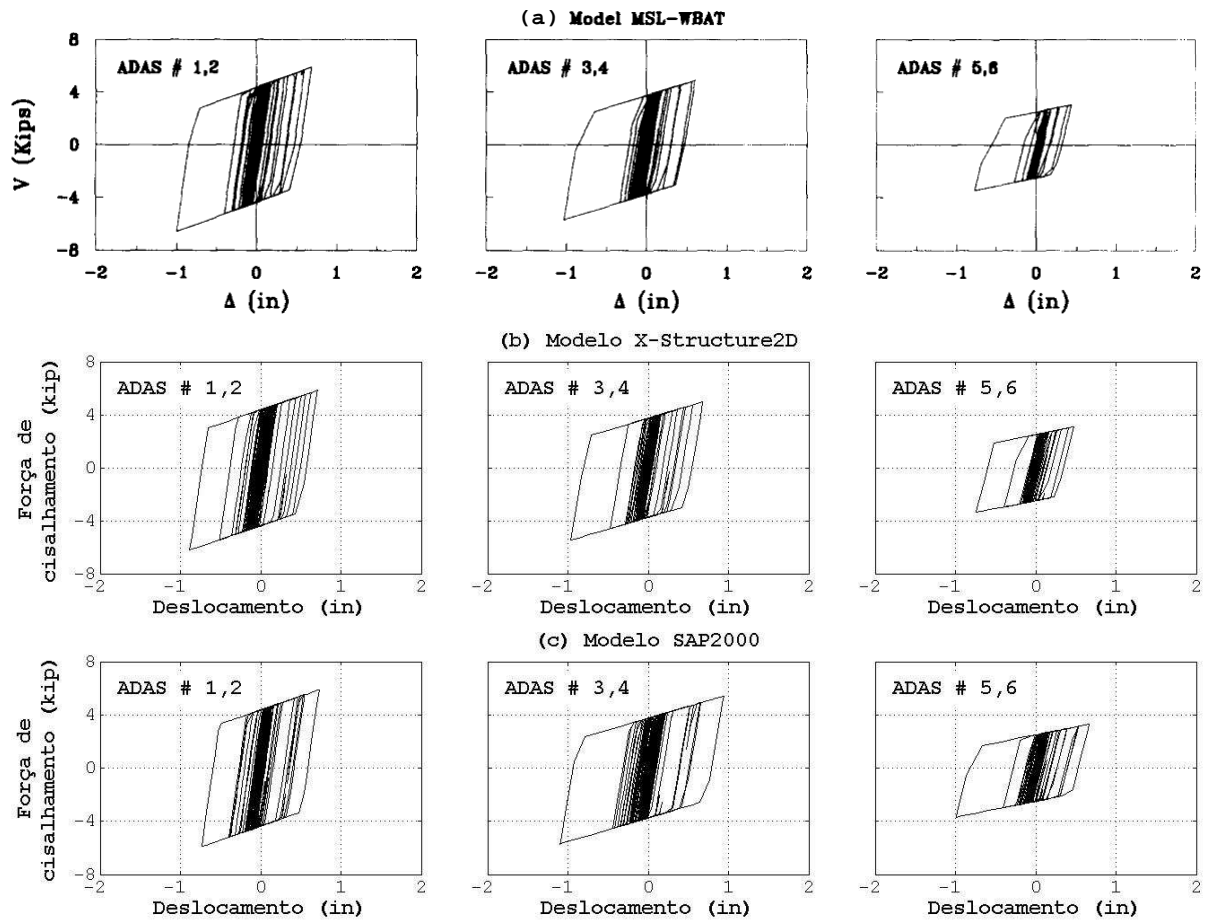 (a) Model MSL-WBAT
8
4
0
-4
-8
V (Kips)
ADAS # 1,2
ADAS # 3,4
ADAS # 5,6
-2 -1 0 1 2
-2 -1 0 1 2
-2 -1 0 1 2
Δ (in)
Δ (in)
Δ (in)
(b) Modelo X-Structure2D
8
4
0
-4
-8
Força de
cisalhamento (kip)
ADAS # 1,2
ADAS # 3,4
ADAS # 5,6
-2 -1 0 1 2
-2 -1 0 1 2
-2 -1 0 1 2
Deslocamento (in)
Deslocamento (in)
Deslocamento (in)
(c) Modelo SAP2000
8
4
0
-4
-8
Força de
cisalhamento (kip)
ADAS # 1,2
ADAS # 3,4
ADAS # 5,6
-2 -1 0 1 2
-2 -1 0 1 2
-2 -1 0 1 2
Deslocamento (in)
Deslocamento (in)
Deslocamento (in)